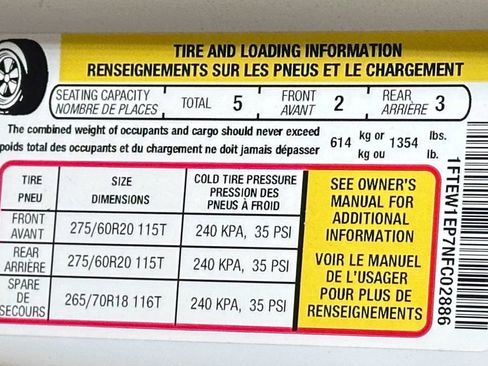 TIRE AND LOADING INFORMATION
RENSEIGNEMENTS SUR LES PNEUS ET LE CHARGEMENT
SEATING CAPACITY TOTAL 5 FRONT 2 REAR 3
NOMBRE DE PLACES AVANT ARRIÈRE
The combined weight of occupants and cargo should never exceed 614 kg or 1354 lbs.
poids total des occupants et du chargement ne doit jamais dépasser kg ou lb.
TIRE SIZE COLD TIRE PRESSURE
PNEU DIMENSIONS PRESSION DES PNEUS À FROID
FRONT AVANT 275/60R20 115T 240 KPA, 35 PSI
REAR ARRIÈRE 275/60R20 115T 240 KPA, 35 PSI
SPARE DE SECOURS 265/70R18 116T 240 KPA, 35 PSI
SEE OWNER'S
MANUAL FOR
ADDITIONAL
INFORMATION
VOIR LE MANUEL
DE L'USAGER
POUR PLUS DE
RENSEIGNEMENTS
1FTEW1EP7NFC02886